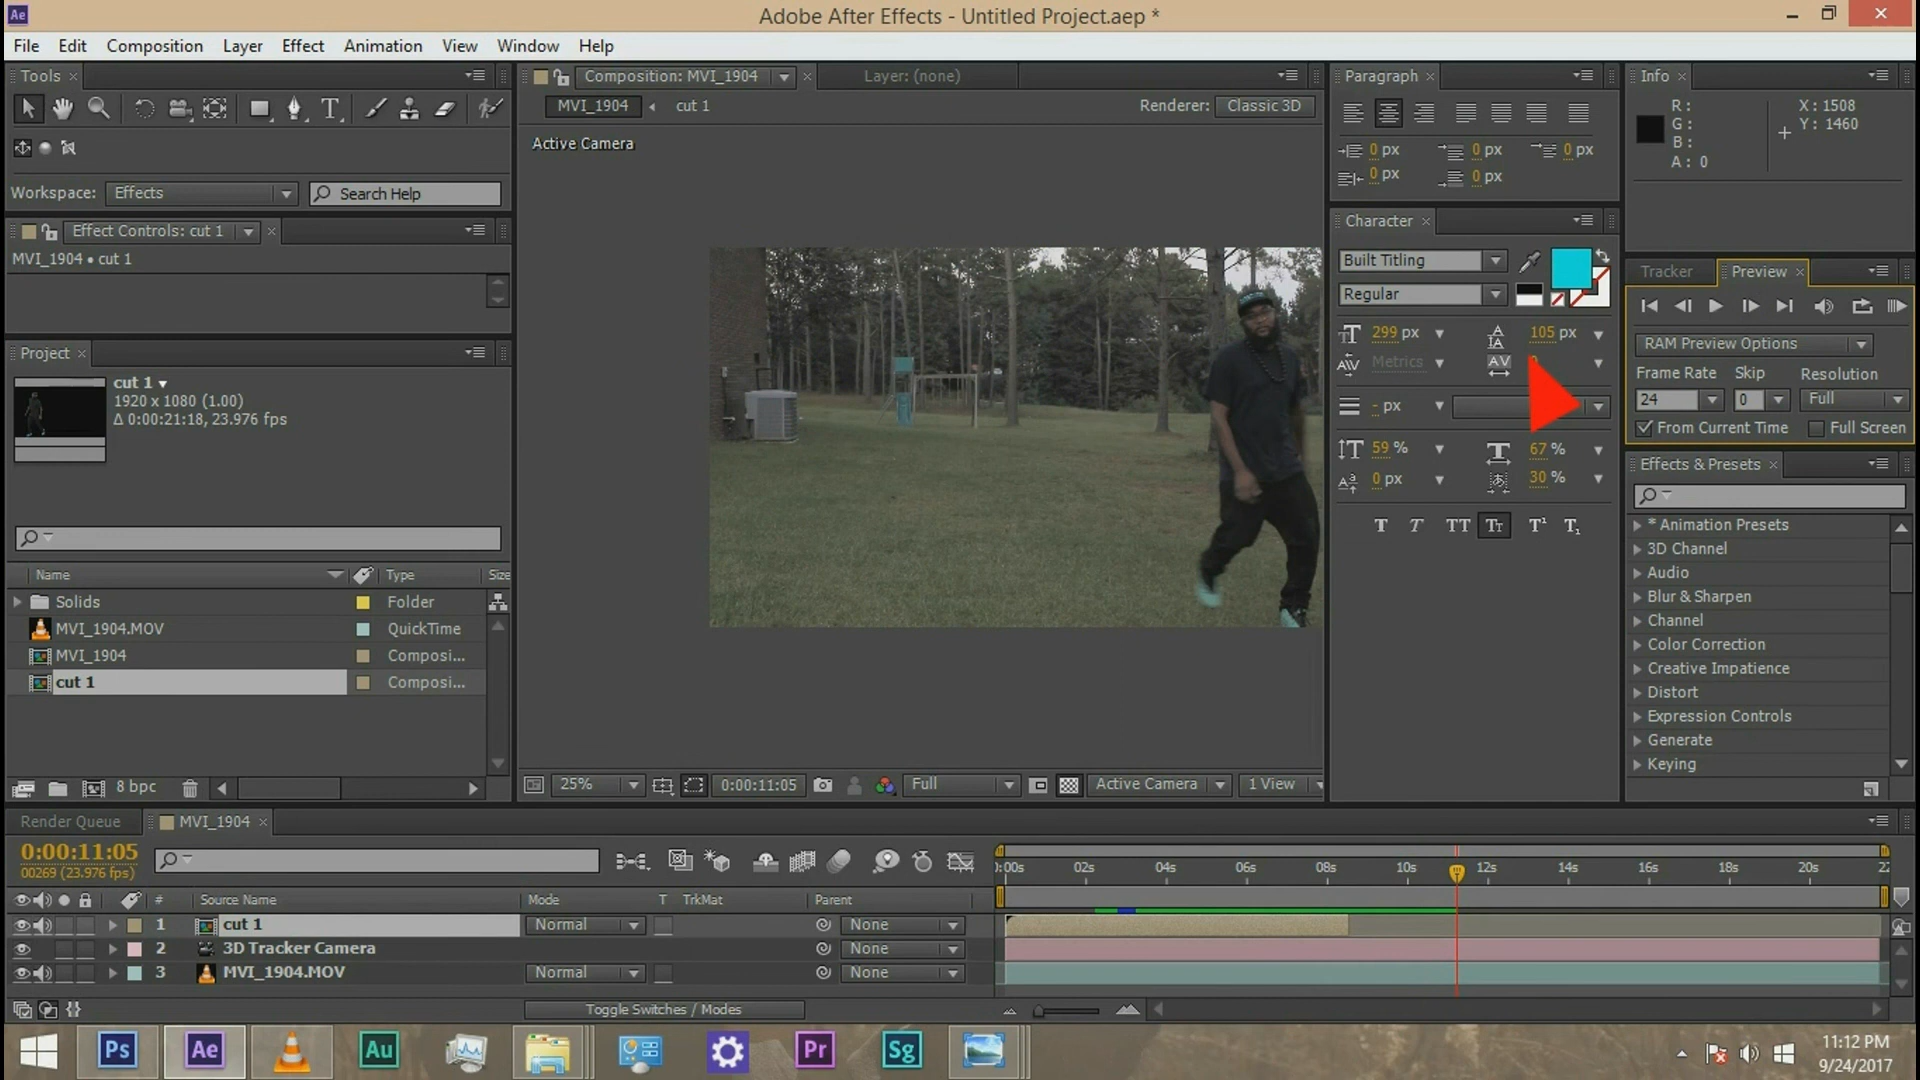 Ae
Adobe After Effects - Untitled Project.aep *
File Edit Composition Layer Effect Animation View Window Help
Tools
Workspace: Effects
Search Help
Effect Controls: cut 1
MVI_1904 • cut 1
Project
cut 1
1920 x 1080 (1.00)
Δ 0:00:21:18, 23.976 fps
Name Type Size
Solids Folder
MVI_1904.MOV QuickTime
MVI_1904 Composi...
cut 1 Composi...
8 bpc
Composition: MVI_1904
Layer: (none)
MVI_1904 cut 1
Renderer: Classic 3D
Active Camera
25% 0:00:11:05 Full Active Camera 1 View
Paragraph
0 px 0 px 0 px
0 px 0 px
Character
Built Titling
Regular
299 px 105 px
Metrics
- px
59 % 67 %
0 px 30 %
T T TT Tt T¹ T₁
Info
R :
G :
B :
A : 0
X : 1508
Y : 1460
Tracker Preview
RAM Preview Options
Frame Rate Skip Resolution
24 0 Full
From Current Time Full Screen
Effects & Presets
* Animation Presets
3D Channel
Audio
Blur & Sharpen
Channel
Color Correction
Creative Impatience
Distort
Expression Controls
Generate
Keying
Render Queue MVI_1904
0:00:11:05
00269 (23.976 fps)
):00s 02s 04s 06s 08s 10s 12s 14s 16s 18s 20s 22
# Source Name Mode T TrkMat Parent
1 cut 1 Normal None
2 3D Tracker Camera None
3 MVI_1904.MOV Normal None
Toggle Switches / Modes
Ps Ae Au Pr Sg
11:12 PM
9/24/2017